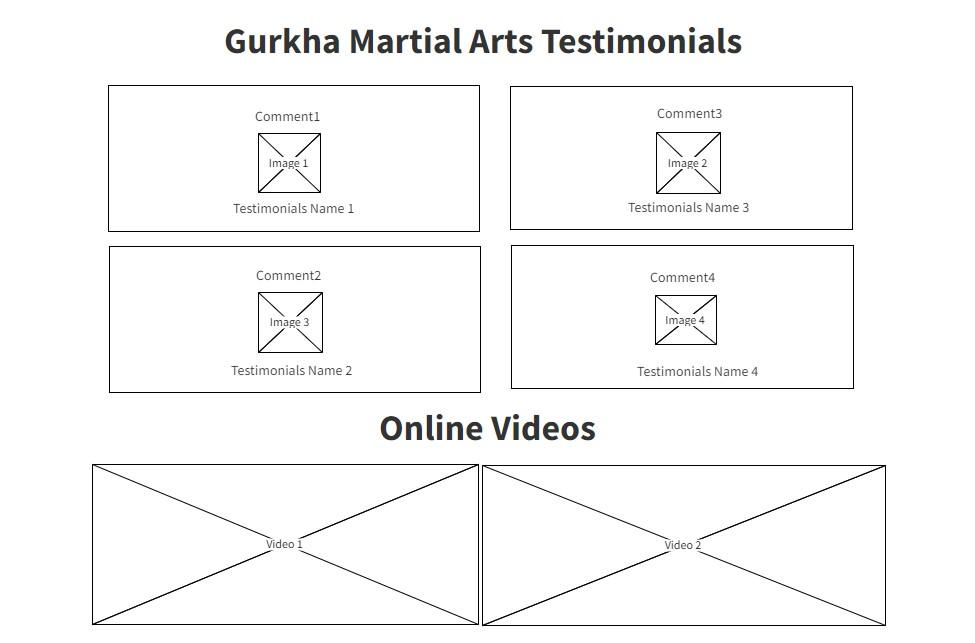 Gurkha Martial Arts Testimonials
Comment1
Image 1
Testimonials Name 1
Comment3
Image 2
Testimonials Name 3
Comment2
Image 3
Testimonials Name 2
Comment4
Image 4
Testimonials Name 4
Online Videos
Video 1
Video 2